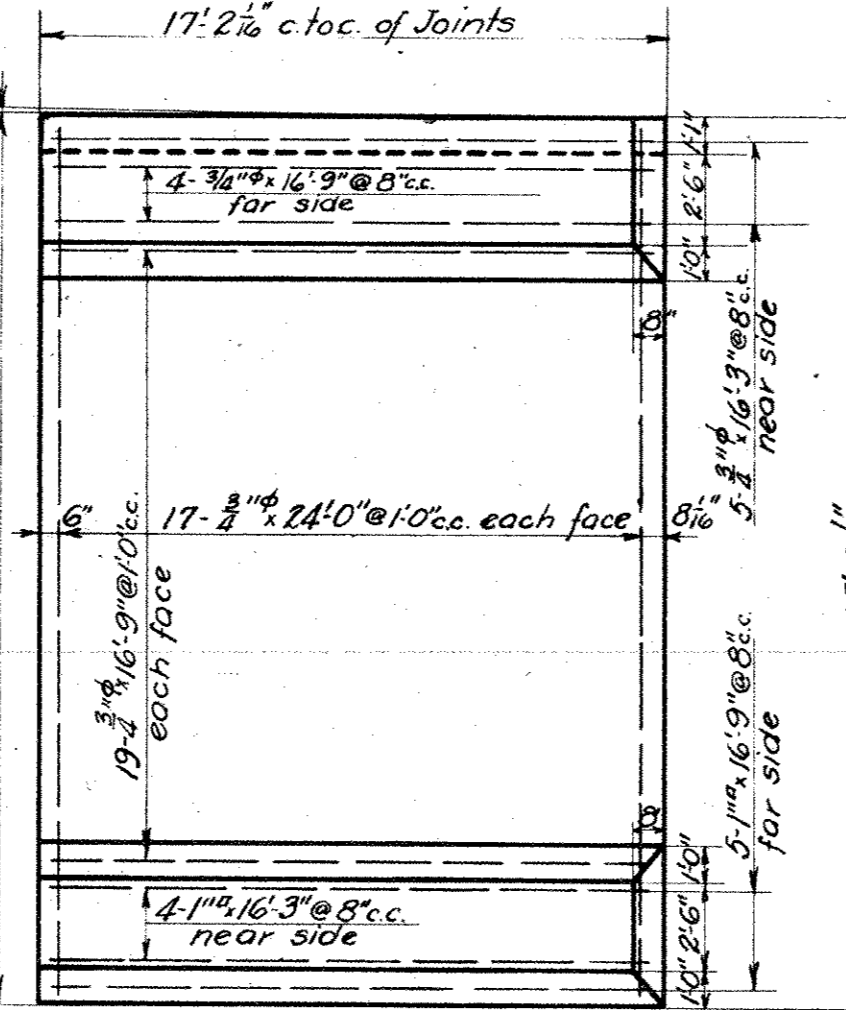 17'-2 1/16" c. to c. of Joints
1'-1"
4- 3/4"ϕ x 16'-9" @ 8" c.c.
far side
2'-6"
1'-0"
8"
5- 3/4"ϕ x 16'-3" @ 8" c.c.
near side
6"
17- 3/4"ϕ x 24'-0" @ 1'-0" c.c. each face
8 1/16"
19- 3/4"ϕ x 16'-9" @ 1'-0" c.c.
each face
5-1"□ x 16'-9" @ 8" c.c.
far side
8"
1'-0"
4-1"□ x 16'-3" @ 8" c.c.
near side
2'-6"
1'-0"